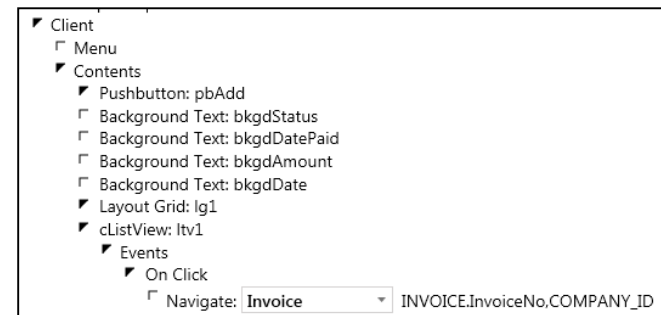 Client
Menu
Contents
Pushbutton: pbAdd
Background Text: bkgdStatus
Background Text: bkgdDatePaid
Background Text: bkgdAmount
Background Text: bkgdDate
Layout Grid: lg1
cListView: ltv1
Events
On Click
Navigate: Invoice INVOICE.InvoiceNo,COMPANY_ID